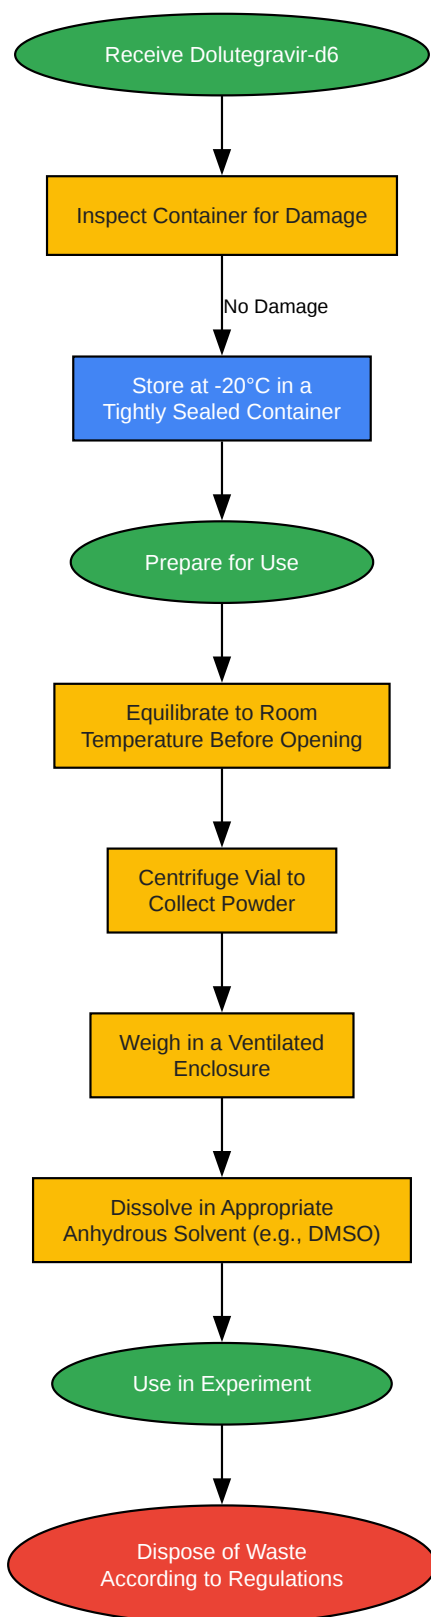 Receive Dolutegravir-d6
Inspect Container for Damage
No Damage
Store at -20°C in a
Tightly Sealed Container
Prepare for Use
Equilibrate to Room
Temperature Before Opening
Centrifuge Vial to
Collect Powder
Weigh in a Ventilated
Enclosure
Dissolve in Appropriate
Anhydrous Solvent (e.g., DMSO)
Use in Experiment
Dispose of Waste
According to Regulations